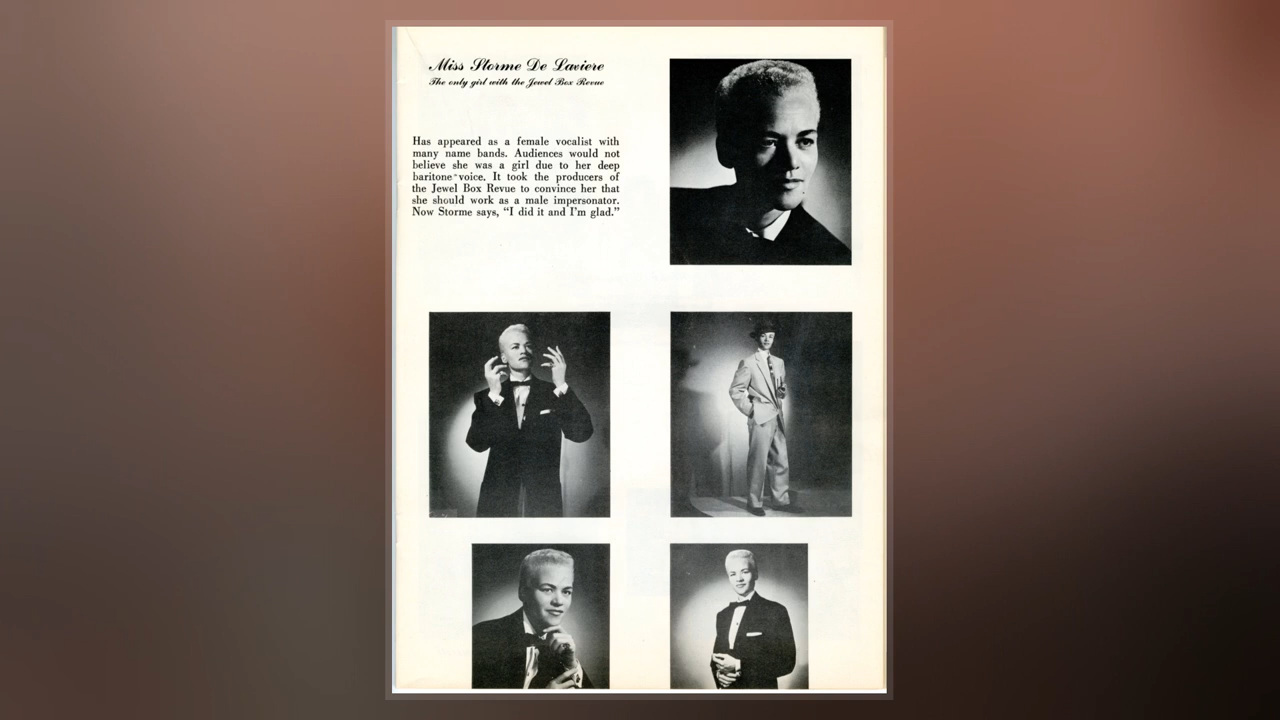 Miss Storme De Laviere
The only girl with the Jewel Box Revue
Has appeared as a female vocalist with
many name bands. Audiences would not
believe she was a girl due to her deep
baritone voice. It took the producers of
the Jewel Box Revue to convince her that
she should work as a male impersonator.
Now Storme says, “I did it and I’m glad.”